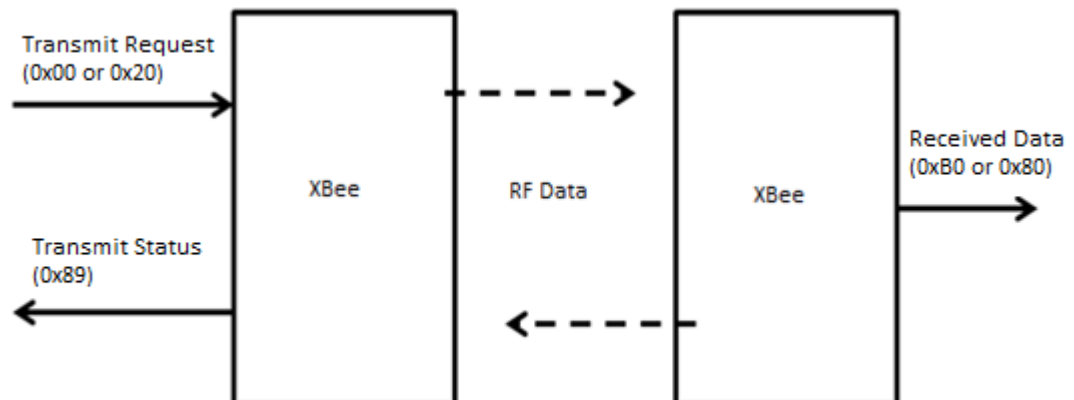 Transmit Request
(0x00 or 0x20)
XBee
RF Data
XBee
Received Data
(0xB0 or 0x80)
Transmit Status
(0x89)